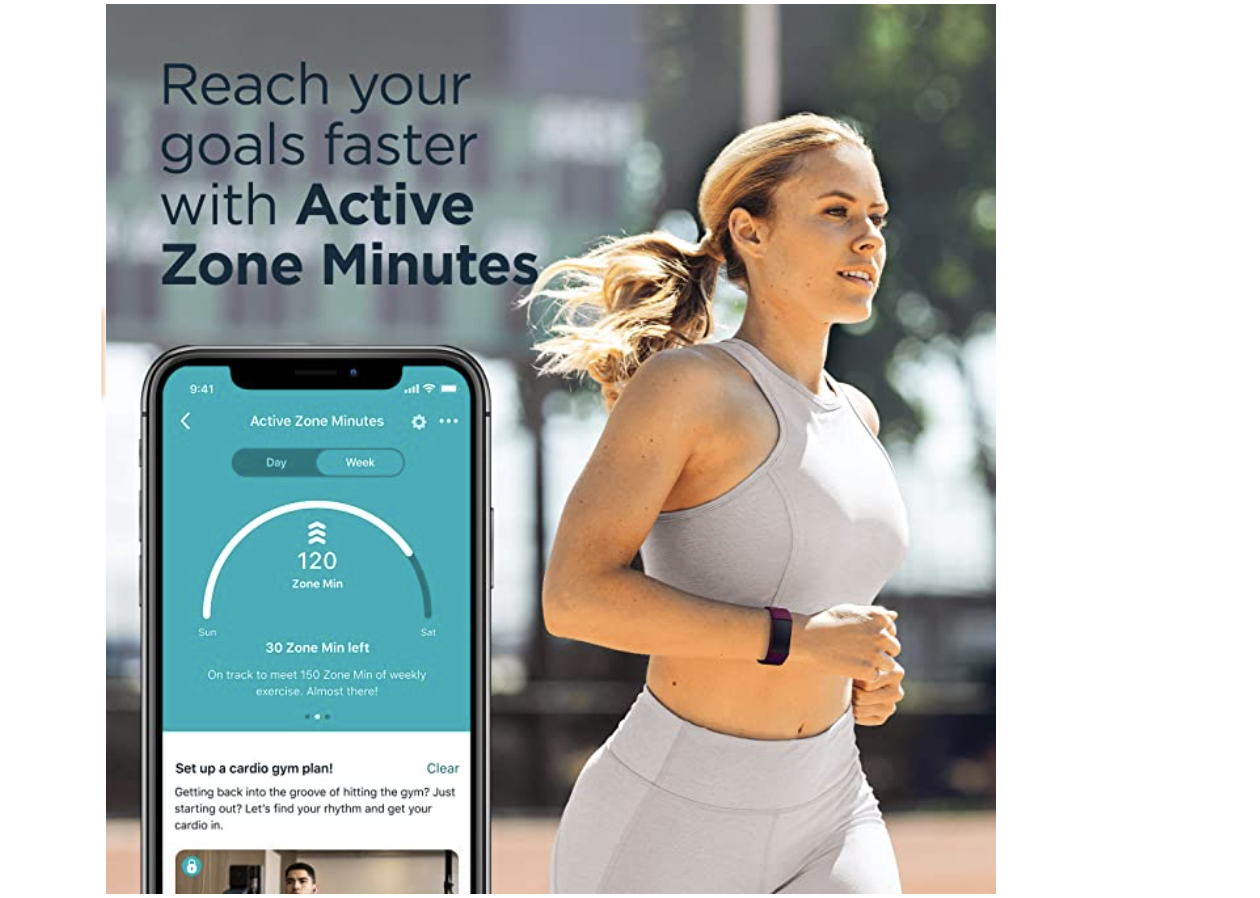 Reach your
goals faster
with Active
Zone Minutes
9:41
Active Zone Minutes
Day Week
120
Zone Min
Sun Sat
30 Zone Min left
On track to meet 150 Zone Min of weekly
exercise. Almost there!
Set up a cardio gym plan!
Clear
Getting back into the groove of hitting the gym? Just
starting out? Let's find your rhythm and get your
cardio in.